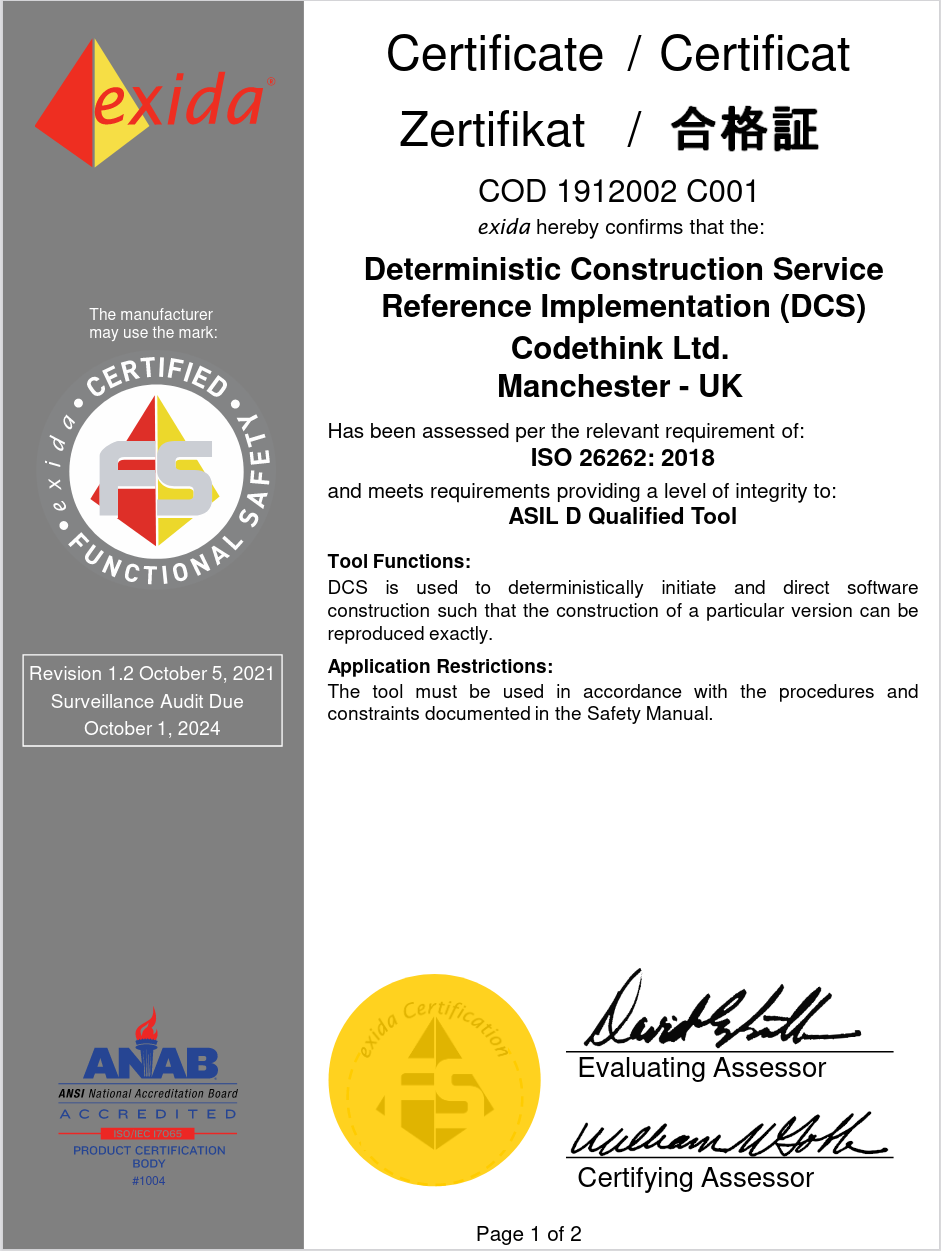 exida®
Certificate / Certificat
Zertifikat / 合格証
COD 1912002 C001
exida hereby confirms that the:
Deterministic Construction Service
Reference Implementation (DCS)
Codethink Ltd.
Manchester - UK
The manufacturer
may use the mark:
exida • CERTIFIED •
FS
• FUNCTIONAL SAFETY
Has been assessed per the relevant requirement of:
ISO 26262: 2018
and meets requirements providing a level of integrity to:
ASIL D Qualified Tool
Tool Functions:
DCS is used to deterministically initiate and direct software
construction such that the construction of a particular version can be
reproduced exactly.
Application Restrictions:
The tool must be used in accordance with the procedures and
constraints documented in the Safety Manual.
Revision 1.2 October 5, 2021
Surveillance Audit Due
October 1, 2024
ANAB
ANSI National Accreditation Board
ACCREDITED
ISO/IEC 17065
PRODUCT CERTIFICATION
BODY
#1004
exida Certification
FS
Evaluating Assessor
Certifying Assessor
Page 1 of 2